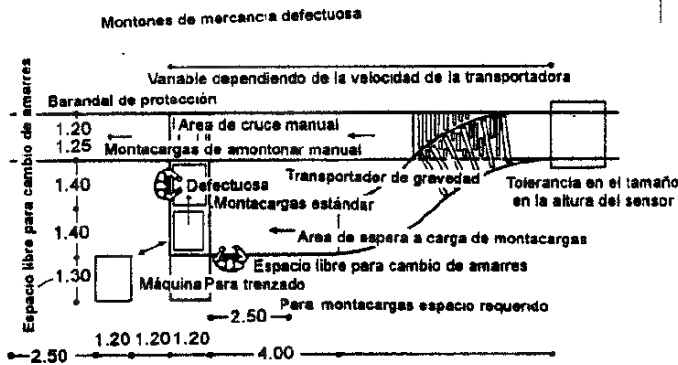 Montones de mercancia defectuosa
Variable dependiendo de la velocidad de la transportadora
Barandal de protección
Espacio libre para cambio de amarres
1.20
Area de cruce manual
1.25
Montacargas de amontonar manual
1.40
Defectuosa
Transportador de gravedad
Tolerancia en el tamaño
en la altura del sensor
Montacargas estándar
1.40
Area de espera a carga de montacargas
Espacio libre para cambio de amarres
1.30
Máquina Para trenzado
Para montacargas espacio requerido
2.50
1.20 1.20 1.20
2.50
4.00